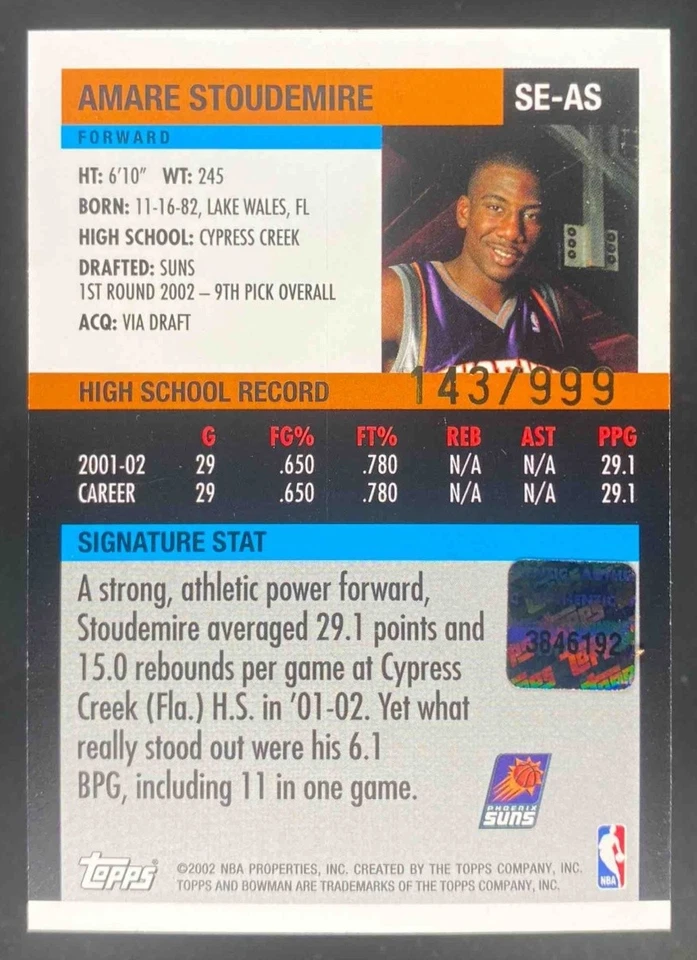 AMARE STOUDEMIRE
SE-AS
FORWARD
HT: 6'10" WT: 245
BORN: 11-16-82, LAKE WALES, FL
HIGH SCHOOL: CYPRESS CREEK
DRAFTED: SUNS
1ST ROUND 2002 – 9TH PICK OVERALL
ACQ: VIA DRAFT
HIGH SCHOOL RECORD 143/999
G FG% FT% REB AST PPG
2001-02 29 .650 .780 N/A N/A 29.1
CAREER 29 .650 .780 N/A N/A 29.1
SIGNATURE STAT
A strong, athletic power forward,
Stoudemire averaged 29.1 points and
15.0 rebounds per game at Cypress
Creek (Fla.) H.S. in '01-02. Yet what
really stood out were his 6.1
BPG, including 11 in one game.
3846192
Topps
PHOENIX
SUNS
Topps®
©2002 NBA PROPERTIES, INC. CREATED BY THE TOPPS COMPANY, INC.
TOPPS AND BOWMAN ARE TRADEMARKS OF THE TOPPS COMPANY, INC.
NBA